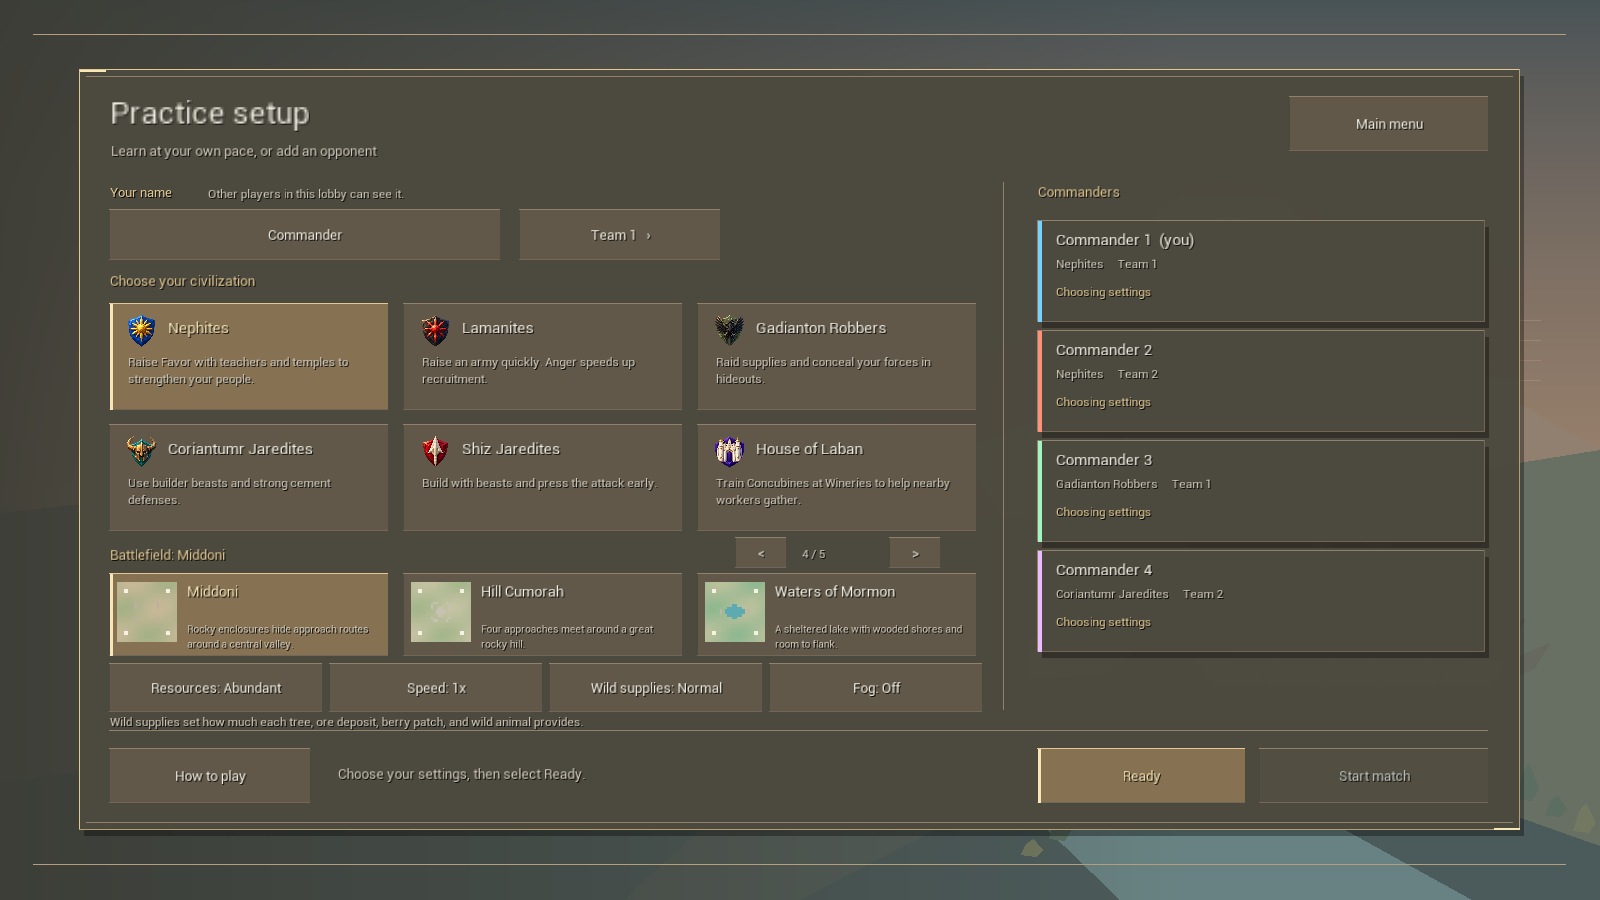 Practice setup
Main menu
Learn at your own pace, or add an opponent
Your name
Other players in this lobby can see it.
Commander
Team 1 ›
Choose your civilization
Nephites
Raise Favor with teachers and temples to
strengthen your people.
Lamanites
Raise an army quickly. Anger speeds up
recruitment.
Gadianton Robbers
Raid supplies and conceal your forces in
hideouts.
Coriantumr Jaredites
Use builder beasts and strong cement
defenses.
Shiz Jaredites
Build with beasts and press the attack early.
House of Laban
Train Concubines at Wineries to help nearby
workers gather.
Battlefield: Middoni
<
4 / 5
>
Middoni
Rocky enclosures hide approach routes
around a central valley.
Hill Cumorah
Four approaches meet around a great
rocky hill.
Waters of Mormon
A sheltered lake with wooded shores and
room to flank.
Resources: Abundant
Speed: 1x
Wild supplies: Normal
Fog: Off
Wild supplies set how much each tree, ore deposit, berry patch, and wild animal provides.
How to play
Choose your settings, then select Ready.
Commanders
Commander 1 (you)
Nephites Team 1
Choosing settings
Commander 2
Nephites Team 2
Choosing settings
Commander 3
Gadianton Robbers Team 1
Choosing settings
Commander 4
Coriantumr Jaredites Team 2
Choosing settings
Ready
Start match